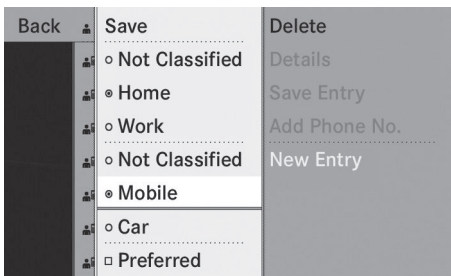 Back
Save
Not Classified
Home
Work
Not Classified
Mobile
Car
Preferred
Delete
Details
Save Entry
Add Phone No.
New Entry